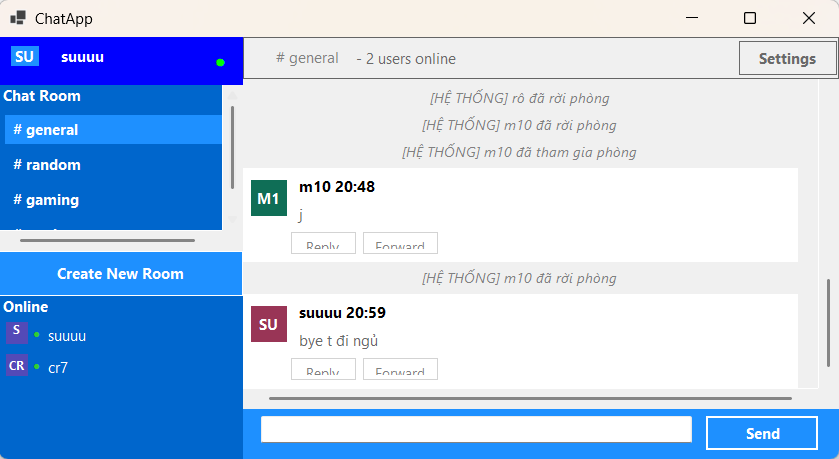 ChatApp
SU suuuu
# general - 2 users online
Settings
Chat Room
# general
# random
# gaming
Create New Room
Online
S suuuu
CR cr7
[HỆ THỐNG] rô đã rời phòng
[HỆ THỐNG] m10 đã rời phòng
[HỆ THỐNG] m10 đã tham gia phòng
M1 m10 20:48
j
Reply Forward
[HỆ THỐNG] m10 đã rời phòng
SU suuuu 20:59
bye t đi ngủ
Reply Forward
Send